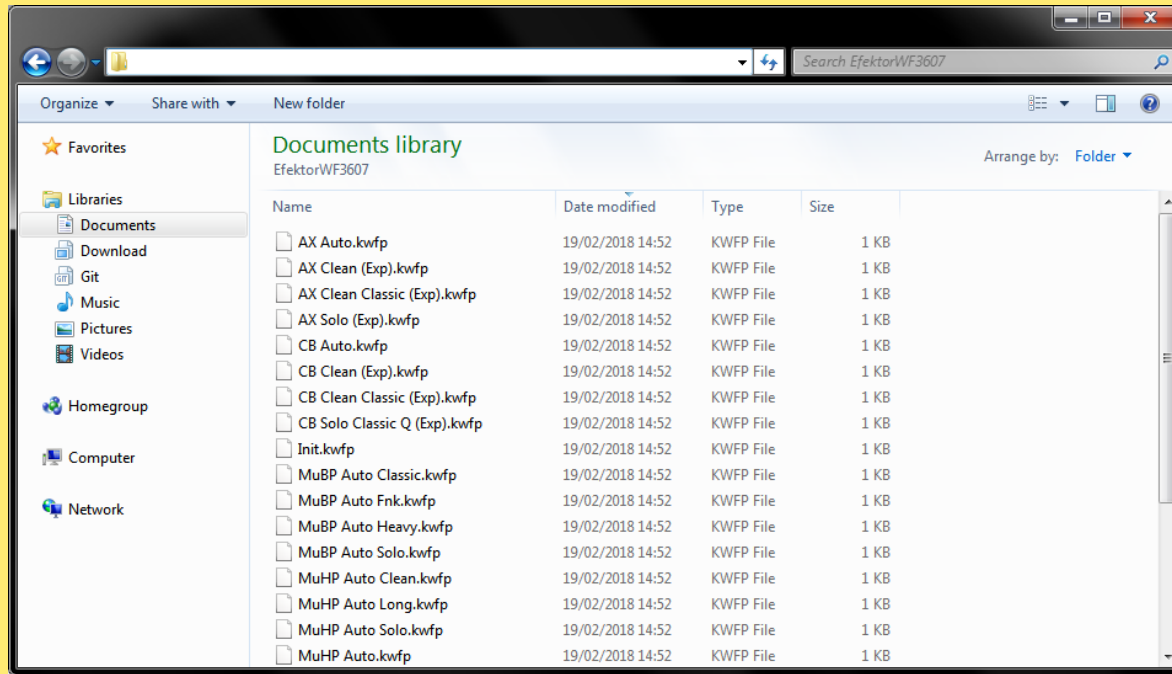 Search EfektorWF3607
Organize Share with New folder
Favorites
Libraries
Documents
Download
Git
Music
Pictures
Videos
Homegroup
Computer
Network
Documents library
EfektorWF3607
Arrange by: Folder
Name Date modified Type Size
AX Auto.kwfp 19/02/2018 14:52 KWFP File 1 KB
AX Clean (Exp).kwfp 19/02/2018 14:52 KWFP File 1 KB
AX Clean Classic (Exp).kwfp 19/02/2018 14:52 KWFP File 1 KB
AX Solo (Exp).kwfp 19/02/2018 14:52 KWFP File 1 KB
CB Auto.kwfp 19/02/2018 14:52 KWFP File 1 KB
CB Clean (Exp).kwfp 19/02/2018 14:52 KWFP File 1 KB
CB Clean Classic (Exp).kwfp 19/02/2018 14:52 KWFP File 1 KB
CB Solo Classic Q (Exp).kwfp 19/02/2018 14:52 KWFP File 1 KB
Init.kwfp 19/02/2018 14:52 KWFP File 1 KB
MuBP Auto Classic.kwfp 19/02/2018 14:52 KWFP File 1 KB
MuBP Auto Fnk.kwfp 19/02/2018 14:52 KWFP File 1 KB
MuBP Auto Heavy.kwfp 19/02/2018 14:52 KWFP File 1 KB
MuBP Auto Solo.kwfp 19/02/2018 14:52 KWFP File 1 KB
MuHP Auto Clean.kwfp 19/02/2018 14:52 KWFP File 1 KB
MuHP Auto Long.kwfp 19/02/2018 14:52 KWFP File 1 KB
MuHP Auto Solo.kwfp 19/02/2018 14:52 KWFP File 1 KB
MuHP Auto.kwfp 19/02/2018 14:52 KWFP File 1 KB